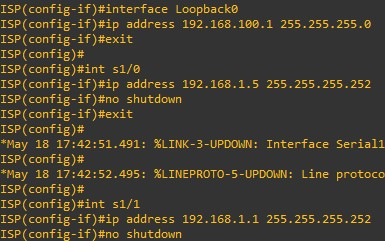 ISP(config-if)#interface Loopback0
ISP(config-if)#ip address 192.168.100.1 255.255.255.0
ISP(config-if)#exit
ISP(config)#
ISP(config)#int s1/0
ISP(config-if)#ip address 192.168.1.5 255.255.255.252
ISP(config-if)#no shutdown
ISP(config-if)#exit
ISP(config)#
*May 18 17:42:51.491: %LINK-3-UPDOWN: Interface Serial1
ISP(config)#
*May 18 17:42:52.495: %LINEPROTO-5-UPDOWN: Line protoco
ISP(config)#
ISP(config)#int s1/1
ISP(config-if)#ip address 192.168.1.1 255.255.255.252
ISP(config-if)#no shutdown